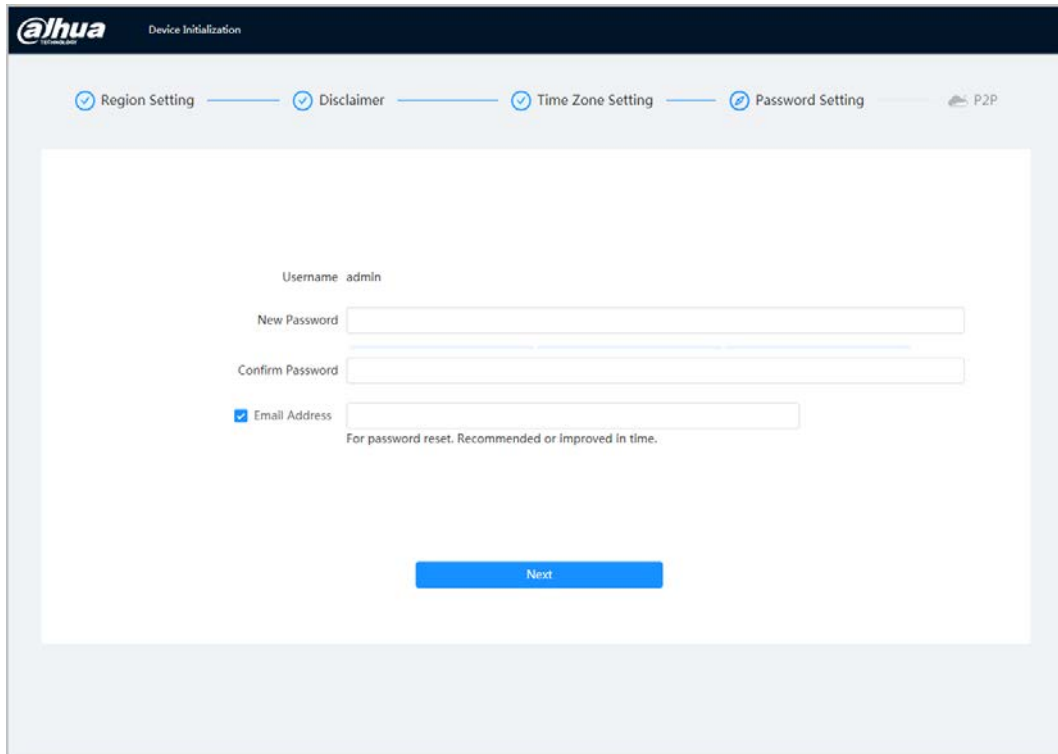 alhua
TECHNOLOGY
Device Initialization
Region Setting
Disclaimer
Time Zone Setting
Password Setting
P2P
Username admin
New Password
Confirm Password
Email Address
For password reset. Recommended or improved in time.
Next